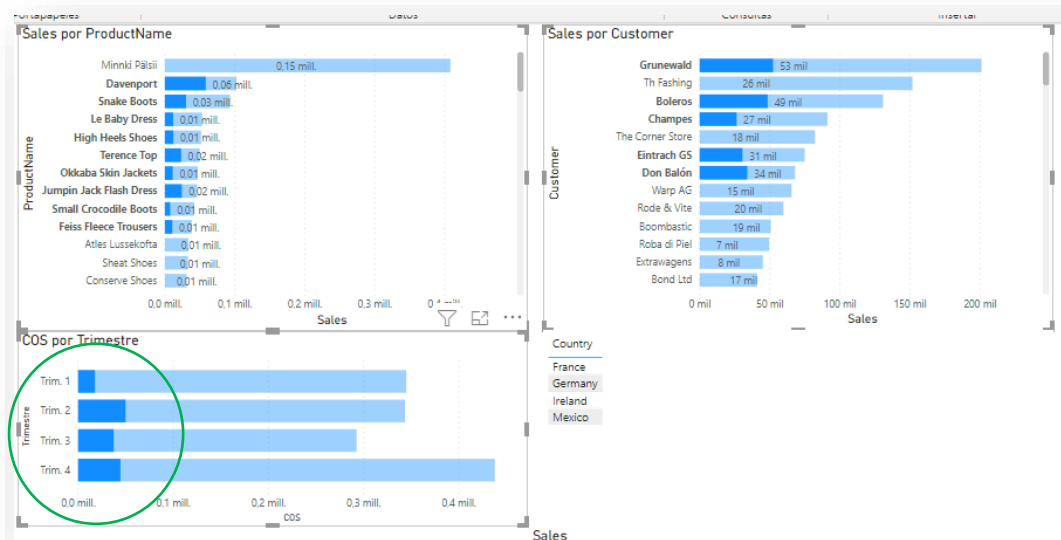 Portapapeles Datos Consultas Insertar
Sales por ProductName
Minnki Pälsii 0,15 mill.
Davenport 0,06 mill.
Snake Boots 0,03 mill.
Le Baby Dress 0,01 mill.
High Heels Shoes 0,01 mill.
Terence Top 0,02 mill.
Okkaba Skin Jackets 0,01 mill.
Jumpin Jack Flash Dress 0,02 mill.
Small Crocodile Boots 0,01 mill.
Feiss Fleece Trousers 0,01 mill.
Atles Lussekofta 0,01 mill.
Sheat Shoes 0,01 mill.
Conserve Shoes 0,01 mill.
ProductName
0,0 mill. 0,1 mill. 0,2 mill. 0,3 mill.
Sales
Sales por Customer
Grunewald 53 mil
Th Fashing 26 mil
Boleros 49 mil
Champes 27 mil
The Corner Store 18 mil
Eintrach GS 31 mil
Don Balón 34 mil
Warp AG 15 mil
Rode & Vite 20 mil
Boombastic 19 mil
Roba di Piel 7 mil
Extrawagens 8 mil
Bond Ltd 17 mil
Customer
0 mil 50 mil 100 mil 150 mil 200 mil
Sales
COS por Trimestre
Trim. 1
Trim. 2
Trim. 3
Trim. 4
Trimestre
0,0 mill. 0,1 mill. 0,2 mill. 0,3 mill. 0,4 mill.
COS
Country
France
Germany
Ireland
Mexico
Sales